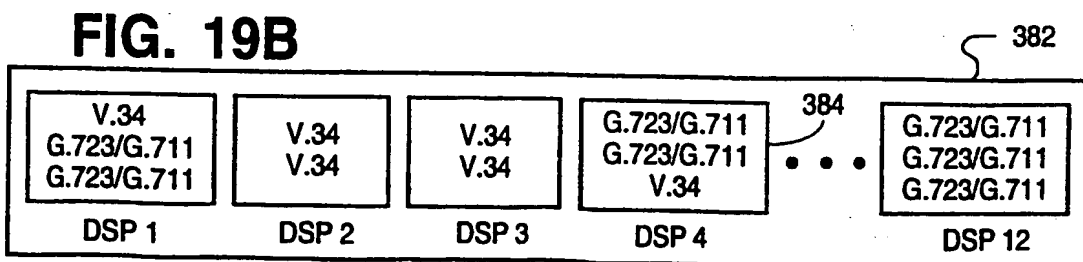 FIG. 19B
382
V.34
G.723/G.711
G.723/G.711
DSP 1
V.34
V.34
DSP 2
V.34
V.34
DSP 3
G.723/G.711
G.723/G.711
V.34
DSP 4
384
G.723/G.711
G.723/G.711
G.723/G.711
DSP 12